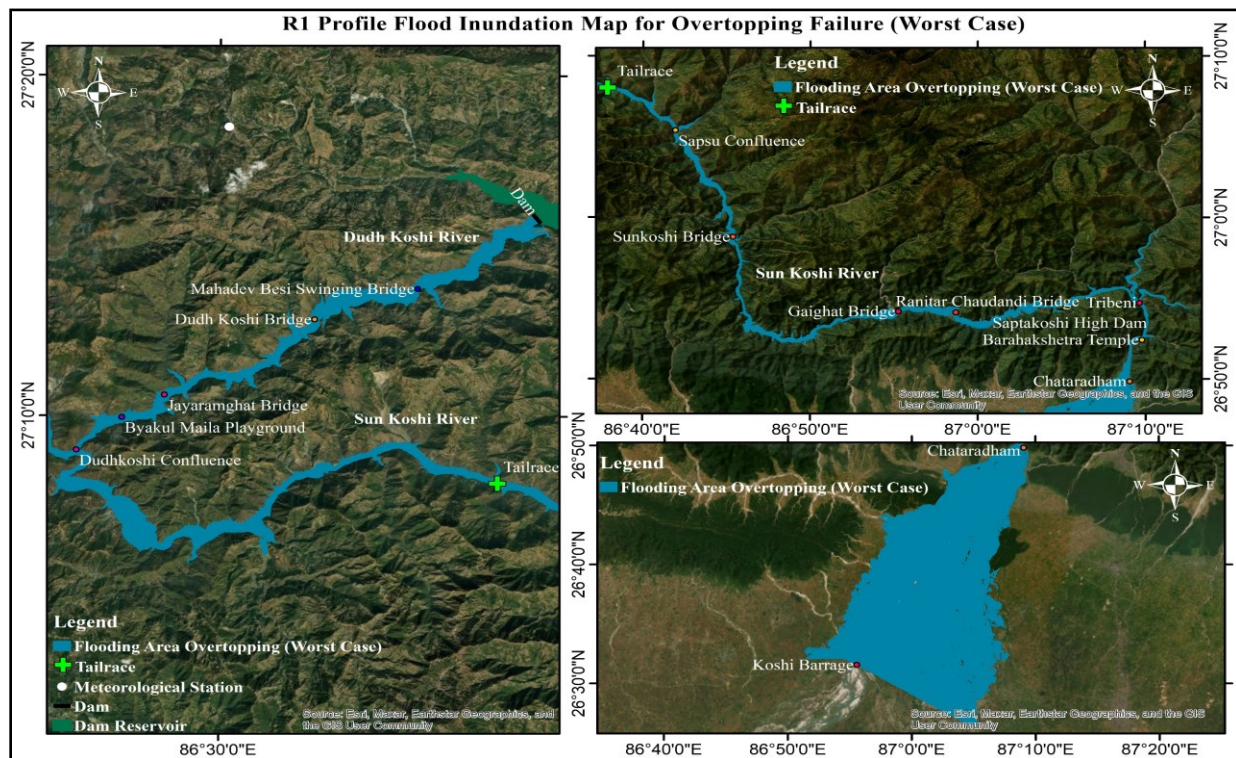 R1 Profile Flood Inundation Map for Overtopping Failure (Worst Case)
27°20'0"N
27°10'0"N
N
W
E
S
Dam
Dudh Koshi River
Mahadev Besi Swinging Bridge
Dudh Koshi Bridge
Jayaramghat Bridge
Byakul Maila Playground
Sun Koshi River
Dudhkoshi Confluence
Tailrace
Legend
Flooding Area Overtopping (Worst Case)
Tailrace
Meteorological Station
Dam
Dam Reservoir
Source: Esri, Maxar, Earthstar Geographics, and
the GIS User Community
86°30'0"E
Tailrace
Legend
Flooding Area Overtopping (Worst Case)
Tailrace
N
W
E
S
Sapsu Confluence
Sunkoshi Bridge
Sun Koshi River
Gaighat Bridge
Ranitar Chaudandi Bridge
Tribeni
Saptakoshi High Dam
Barahakshetra Temple
Chataradham
Source: Esri, Maxar, Earthstar Geographics, and the GIS
User Community
27°10'0"N
27°0'0"N
26°50'0"N
86°40'0"E
86°50'0"E
87°0'0"E
87°10'0"E
Legend
Flooding Area Overtopping (Worst Case)
Chataradham
N
W
E
S
Koshi Barrage
Source: Esri, Maxar, Earthstar Geographics, and the GIS
User Community
26°50'0"N
26°40'0"N
26°30'0"N
86°40'0"E
86°50'0"E
87°0'0"E
87°10'0"E
87°20'0"E